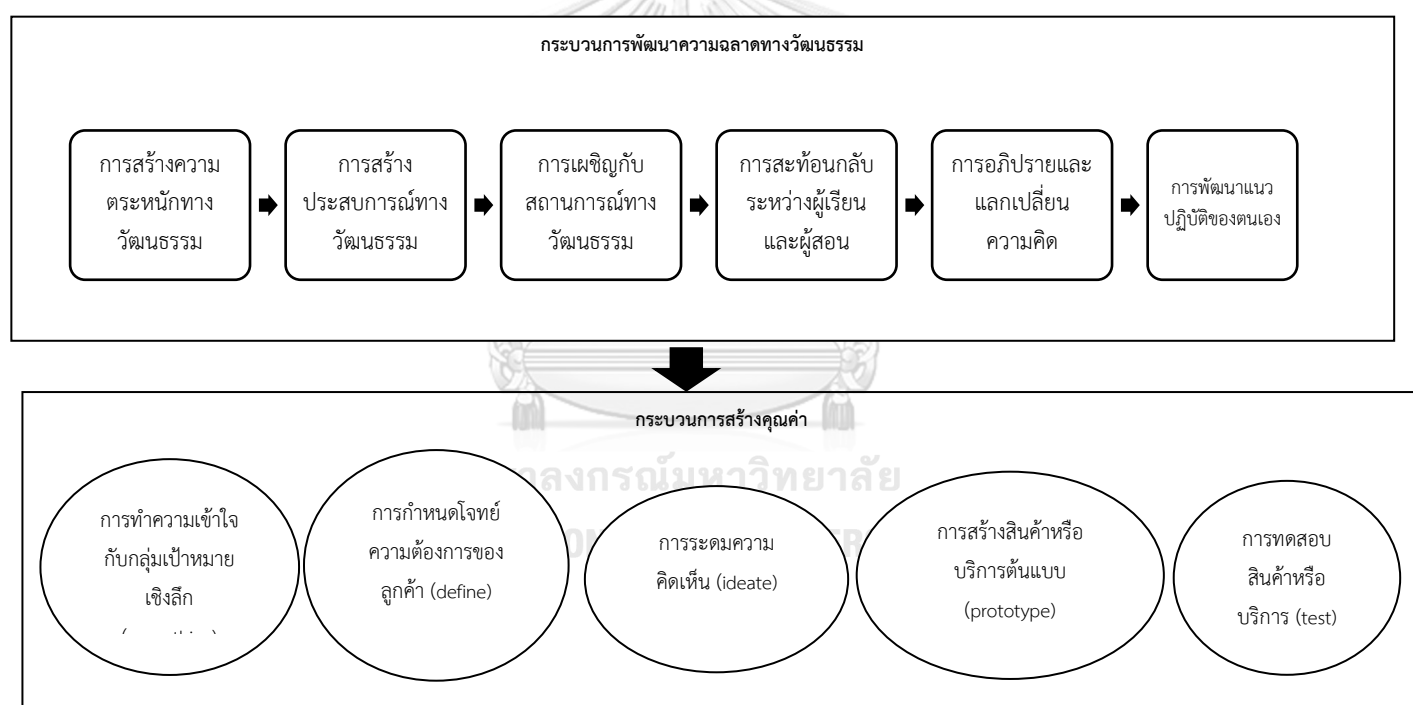 กระบวนการพัฒนาความฉลาดทางวัฒนธรรม
การสร้างความ
ตระหนักทาง
วัฒนธรรม
การสร้าง
ประสบการณ์ทาง
วัฒนธรรม
การเผชิญกับ
สถานการณ์ทาง
วัฒนธรรม
การสะท้อนกลับ
ระหว่างผู้เรียน
และผู้สอน
การอภิปรายและ
แลกเปลี่ยน
ความคิด
การพัฒนาแนว
ปฏิบัติของตนเอง
กระบวนการสร้างคุณค่า
การทำความเข้าใจ
กับกลุ่มเป้าหมาย
เชิงลึก
การกำหนดโจทย์
ความต้องการของ
ลูกค้า (define)
การระดมความ
คิดเห็น (ideate)
การสร้างสินค้าหรือ
บริการต้นแบบ
(prototype)
การทดสอบ
สินค้าหรือ
บริการ (test)
ลงกรณ์มหาวิทยาลัย